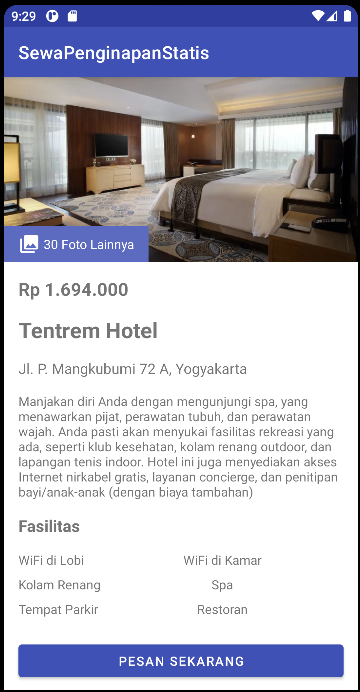 9:29
SewaPenginapanStatis
30 Foto Lainnya
Rp 1.694.000
Tentrem Hotel
Jl. P. Mangkubumi 72 A, Yogyakarta
Manjakan diri Anda dengan mengunjungi spa, yang
menawarkan pijat, perawatan tubuh, dan perawatan
wajah. Anda pasti akan menyukai fasilitas rekreasi yang
ada, seperti klub kesehatan, kolam renang outdoor, dan
lapangan tenis indoor. Hotel ini juga menyediakan akses
Internet nirkabel gratis, layanan concierge, dan penitipan
bayi/anak-anak (dengan biaya tambahan)
Fasilitas
WiFi di Lobi WiFi di Kamar
Kolam Renang Spa
Tempat Parkir Restoran
PESAN SEKARANG